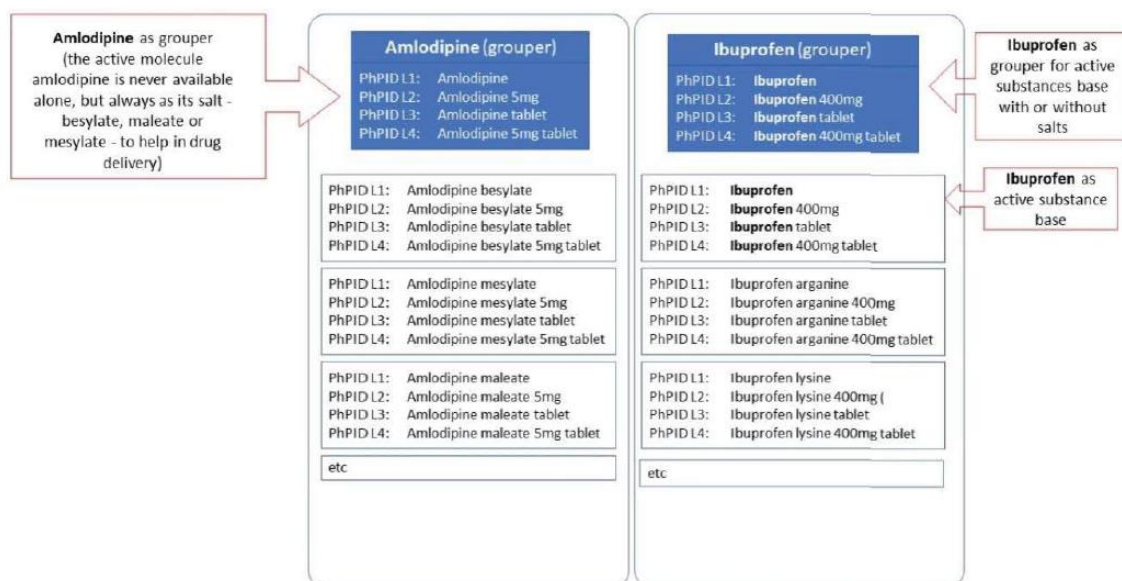 Amlodipine as grouper
(the active molecule
amlodipine is never available
alone, but always as its salt -
besylate, maleate or
mesylate - to help in drug
delivery)
Amlodipine (grouper)
PhPID L1: Amlodipine
PhPID L2: Amlodipine 5mg
PhPID L3: Amlodipine tablet
PhPID L4: Amlodipine 5mg tablet
PhPID L1: Amlodipine besylate
PhPID L2: Amlodipine besylate 5mg
PhPID L3: Amlodipine besylate tablet
PhPID L4: Amlodipine besylate 5mg tablet
PhPID L1: Amlodipine mesylate
PhPID L2: Amlodipine mesylate 5mg
PhPID L3: Amlodipine mesylate tablet
PhPID L4: Amlodipine mesylate 5mg tablet
PhPID L1: Amlodipine maleate
PhPID L2: Amlodipine maleate 5mg
PhPID L3: Amlodipine maleate tablet
PhPID L4: Amlodipine maleate 5mg tablet
etc
Ibuprofen (grouper)
PhPID L1: Ibuprofen
PhPID L2: Ibuprofen 400mg
PhPID L3: Ibuprofen tablet
PhPID L4: Ibuprofen 400mg tablet
PhPID L1: Ibuprofen
PhPID L2: Ibuprofen 400mg
PhPID L3: Ibuprofen tablet
PhPID L4: Ibuprofen 400mg tablet
PhPID L1: Ibuprofen arganine
PhPID L2: Ibuprofen arganine 400mg
PhPID L3: Ibuprofen arganine tablet
PhPID L4: Ibuprofen arganine 400mg tablet
PhPID L1: Ibuprofen lysine
PhPID L2: Ibuprofen lysine 400mg (
PhPID L3: Ibuprofen lysine tablet
PhPID L4: Ibuprofen lysine 400mg tablet
etc
Ibuprofen as
grouper for active
substances base
with or without
salts
Ibuprofen as
active substance
base